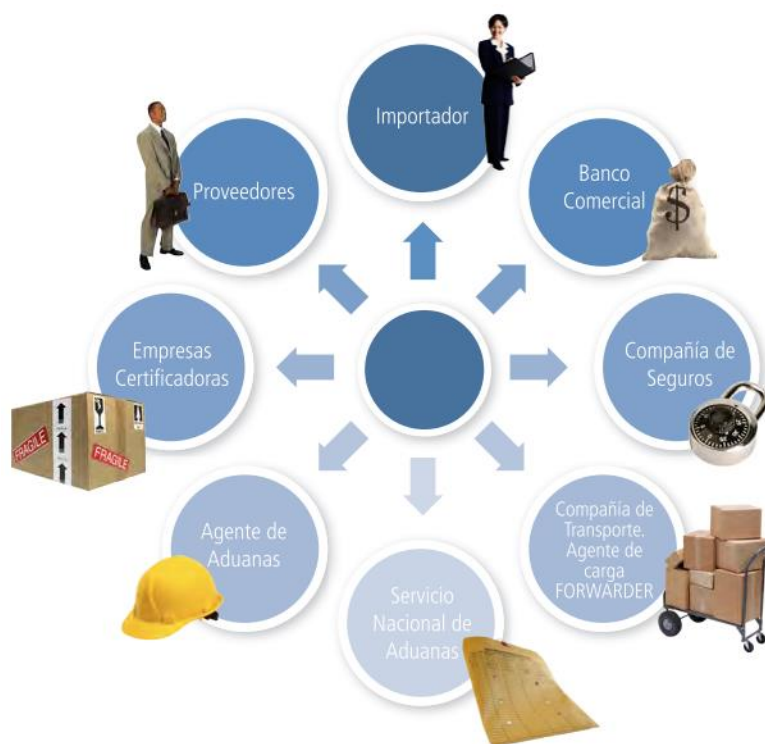 Importador
Banco
Comercial
Compañía de
Seguros
Compañía de
Transporte.
Agente de
carga
FORWARDER
Servicio
Nacional de
Aduanas
Agente de
Aduanas
Empresas
Certificadoras
Proveedores
FRAGILE
FRAGILE
$